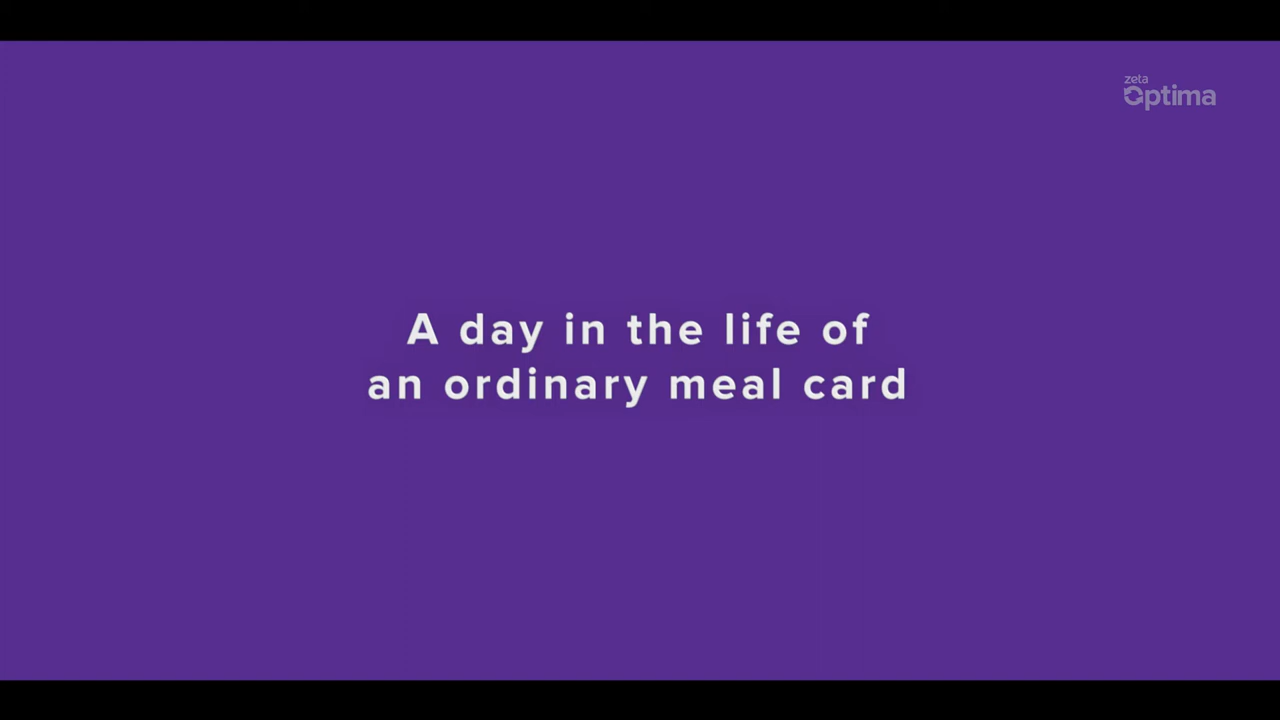 zeta
Optima
A day in the life of
an ordinary meal card